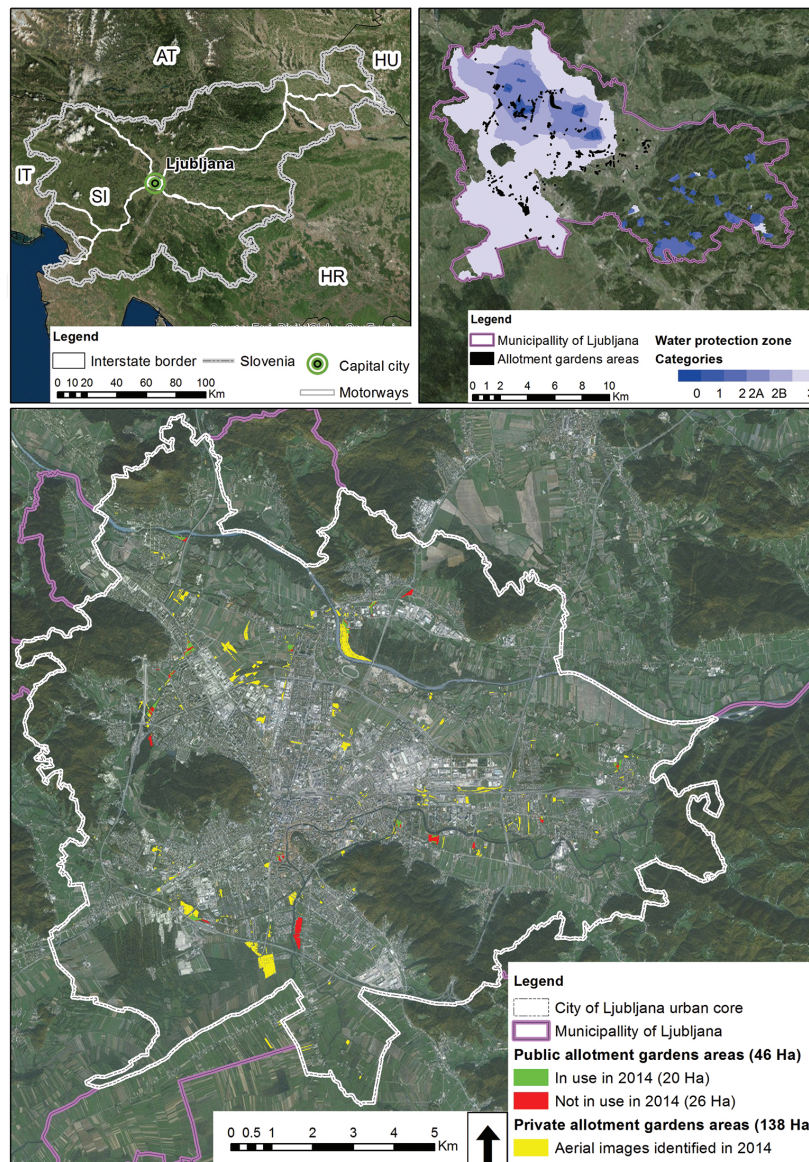 AT
HU
Ljubljana
IT
SI
HR
Legend
Interstate border
Slovenia
Capital city
Motorways
0 10 20 40 60 80 100
Km
Legend
Municipallity of Ljubljana
Allotment gardens areas
Water protection zone
Categories
0 1 2 2A 2B
0 1 2 4 6 8 10
Km
Legend
City of Ljubljana urban core
Municipallity of Ljubljana
Public allotment gardens areas (46 Ha)
In use in 2014 (20 Ha)
Not in use in 2014 (26 Ha)
Private allotment gardens areas (138 Ha
Aerial images identified in 2014
0 0.5 1 2 3 4 5
Km